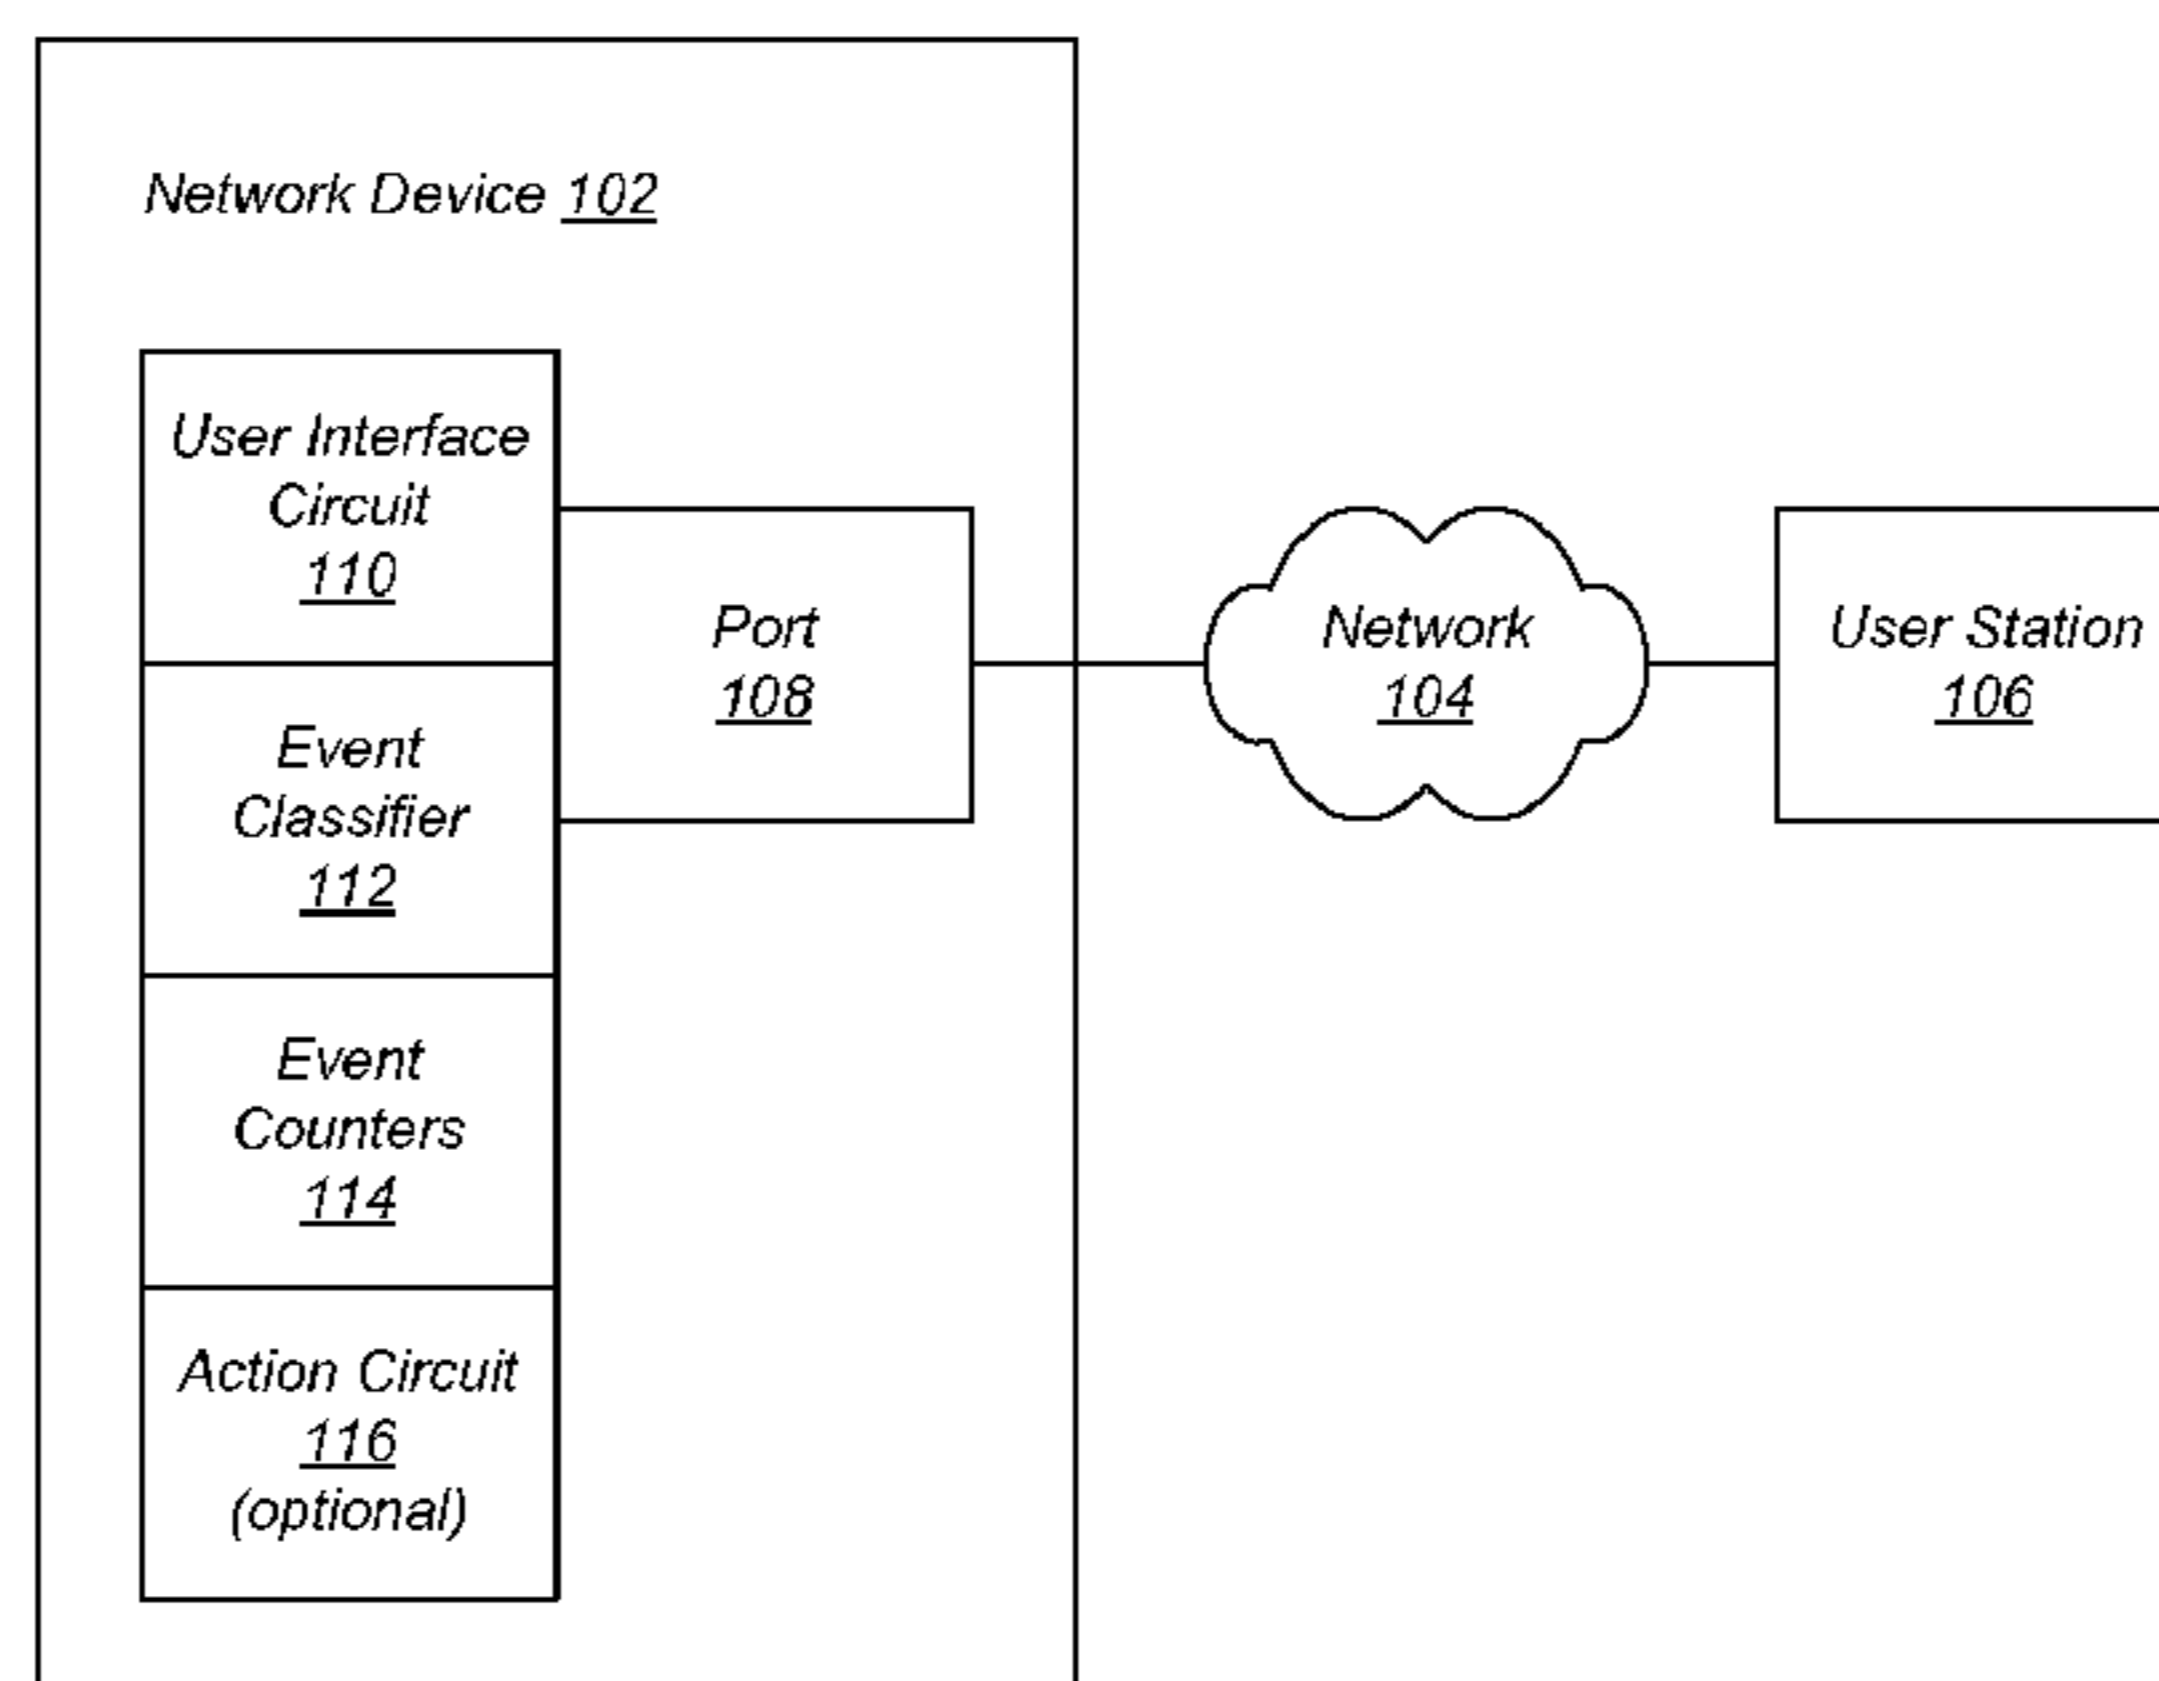 Network Device 102
User Interface
Circuit
110
Event
Classifier
112
Event
Counters
114
Action Circuit
116
(optional)
Port
108
Network
104
User Station
106